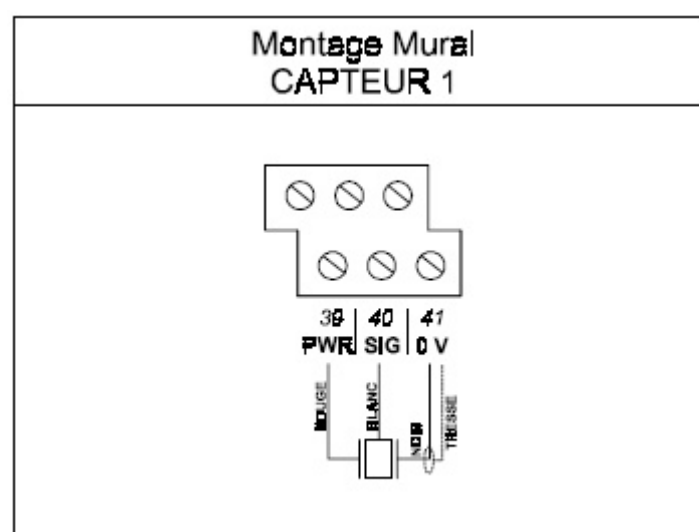 Montage Mural
CAPTEUR 1
39 | 40 | 41
PWR SIG 0 V
ROUGE
BLANC
NOIR
TRESSE